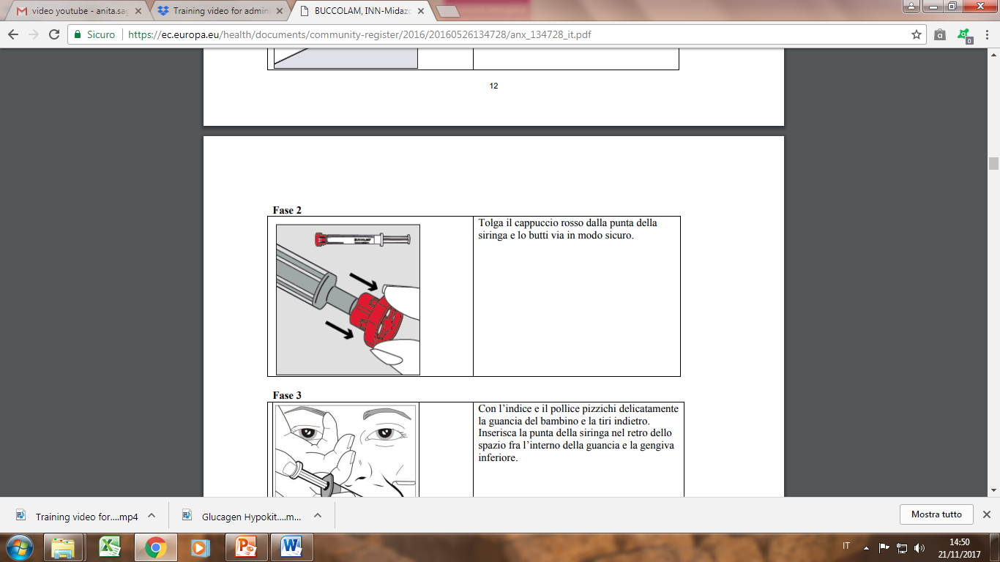 video youtube - anita.sag
Training video for admini
BUCCOLAM, INN-Midazo
Sicuro
https://ec.europa.eu/health/documents/community-register/2016/20160526134728/anx_134728_it.pdf
12
Fase 2
Tolga il cappuccio rosso dalla punta della
siringa e lo butti via in modo sicuro.
Fase 3
Con l’indice e il pollice pizzichi delicatamente
la guancia del bambino e la tiri indietro.
Inserisca la punta della siringa nel retro dello
spazio fra l’interno della guancia e la gengiva
inferiore.
Training video for....mp4
Glucagen Hypokit....m...
Mostra tutto
IT
14:50
21/11/2017